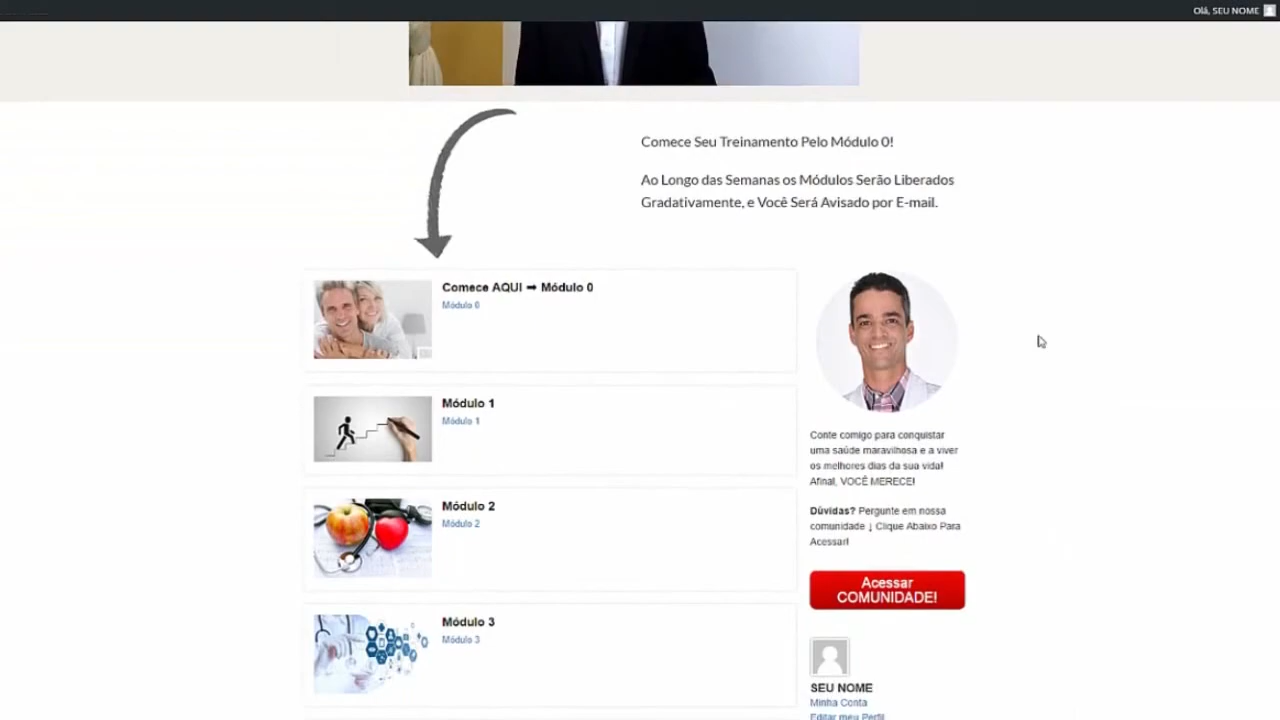 Olá, SEU NOME
Comece Seu Treinamento Pelo Módulo 0!
Ao Longo das Semanas os Módulos Serão Liberados
Gradativamente, e Você Será Avisado por E-mail.
Comece AQUI ➡ Módulo 0
Módulo 0
Módulo 1
Módulo 1
Módulo 2
Módulo 2
Módulo 3
Módulo 3
Conte comigo para conquistar
uma saúde maravilhosa e a viver
os melhores dias da sua vida!
Afinal, VOCÊ MERECE!
Dúvidas? Pergunte em nossa
comunidade ↓ Clique Abaixo Para
Acessar!
Acessar
COMUNIDADE!
SEU NOME
Minha Conta
Editar meu Perfil